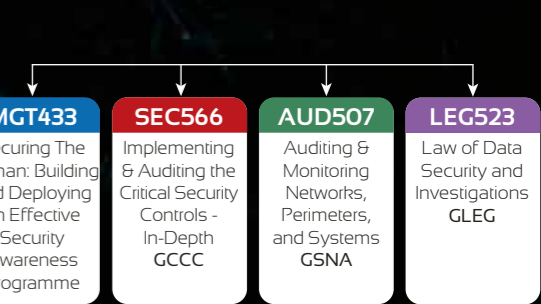 MGT433
curing The
man: Building
d Deploying
n Effective
Security
wareness
ogramme
SEC566
Implementing
& Auditing the
Critical Security
Controls -
In-Depth
GCCC
AUD507
Auditing &
Monitoring
Networks,
Perimeters,
and Systems
GSNA
LEG523
Law of Data
Security and
Investigations
GLEG